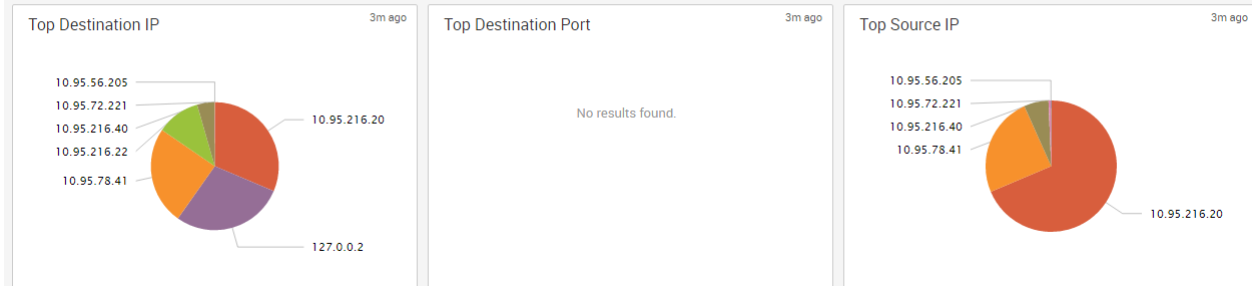 Top Destination IP
3m ago
10.95.56.205
10.95.72.221
10.95.216.40
10.95.216.22
10.95.78.41
10.95.216.20
127.0.0.2
Top Destination Port
3m ago
No results found.
Top Source IP
3m ago
10.95.56.205
10.95.72.221
10.95.216.40
10.95.78.41
10.95.216.20